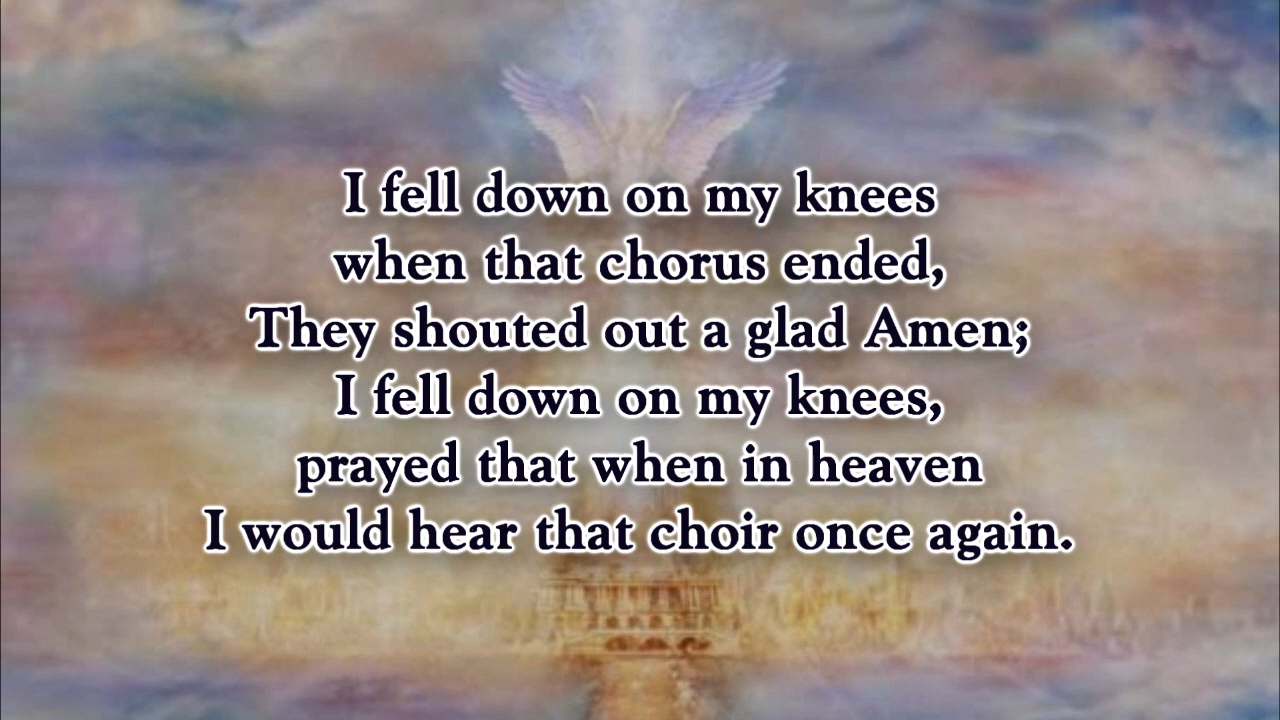 I fell down on my knees
when that chorus ended,
They shouted out a glad Amen;
I fell down on my knees,
prayed that when in heaven
I would hear that choir once again.